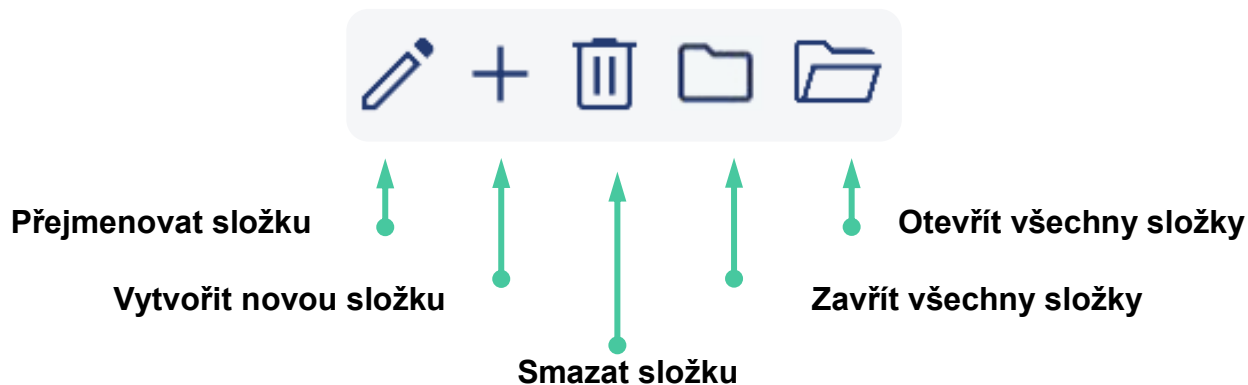 Přejmenovat složku
Otevřít všechny složky
Vytvořit novou složku
Zavřít všechny složky
Smazat složku